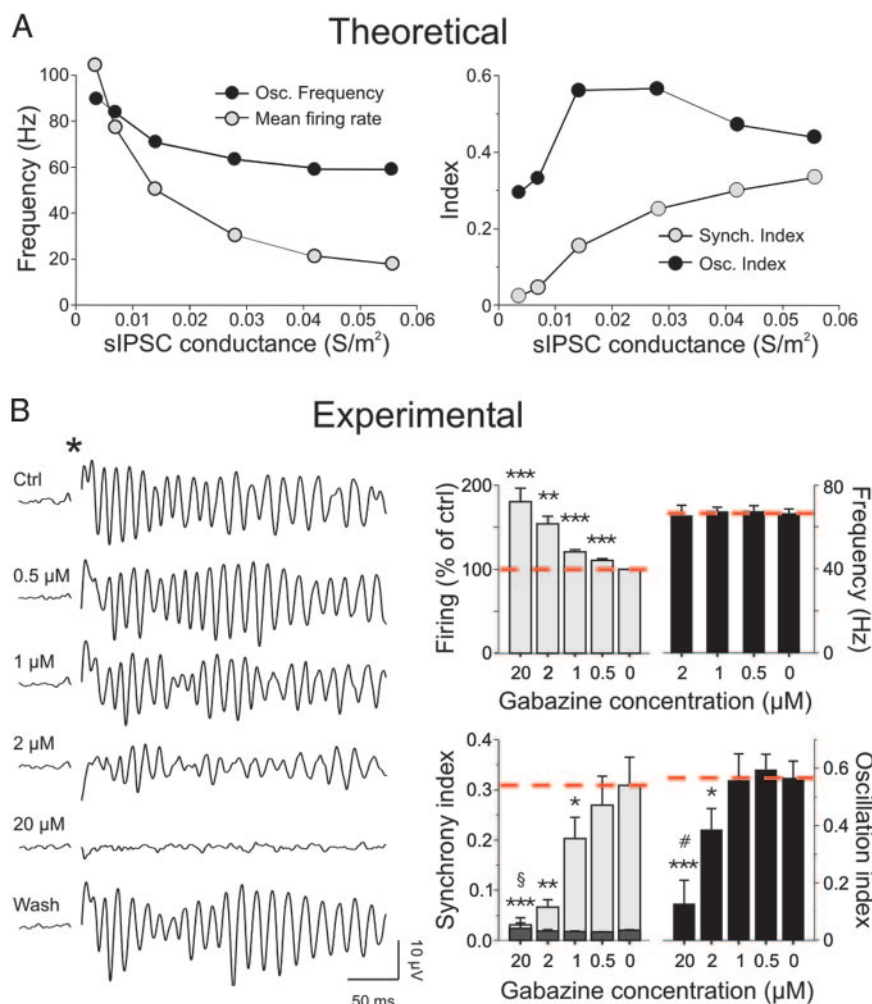 A
Theoretical
Frequency (Hz)
100
80
60
40
20
0
Osc. Frequency
Mean firing rate
0
0.01
0.02
0.03
0.04
0.05
0.06
sIPSC conductance (S/m²)
Index
0.6
0.4
0.2
0
Synch. Index
Osc. Index
0
0.01
0.02
0.03
0.04
0.05
0.06
sIPSC conductance (S/m²)
B
Experimental
*
Ctrl
0.5 µM
1 µM
2 µM
20 µM
Wash
10 µV
50 ms
Firing (% of ctrl)
200
150
100
50
0
***
**
***
***
20
2
1
0.5
0
2
1
0.5
0
80
40
0
Frequency (Hz)
Gabazine concentration (µM)
Synchrony index
0.4
0.3
0.2
0.1
0.0
§
***
**
*
#
***
*
20
2
1
0.5
0
20
2
1
0.5
0
0.6
0.4
0.2
0
Oscillation index
Gabazine concentration (µM)